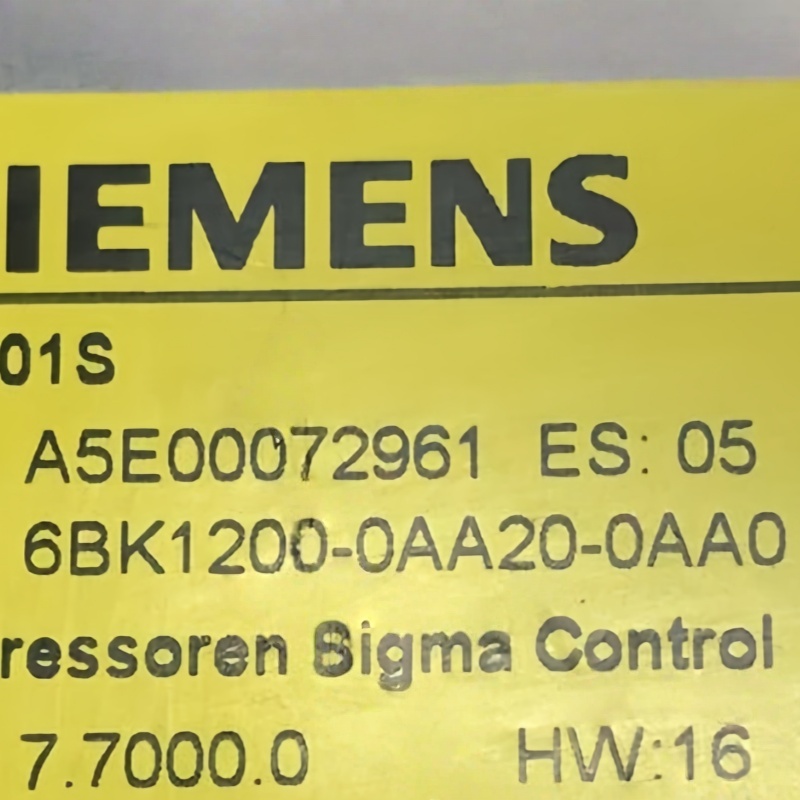 IEMENS
01S
A5E00072961 ES: 05
6BK1200-0AA20-0AA0
ressoren Sigma Control
7.7000.0 HW:16